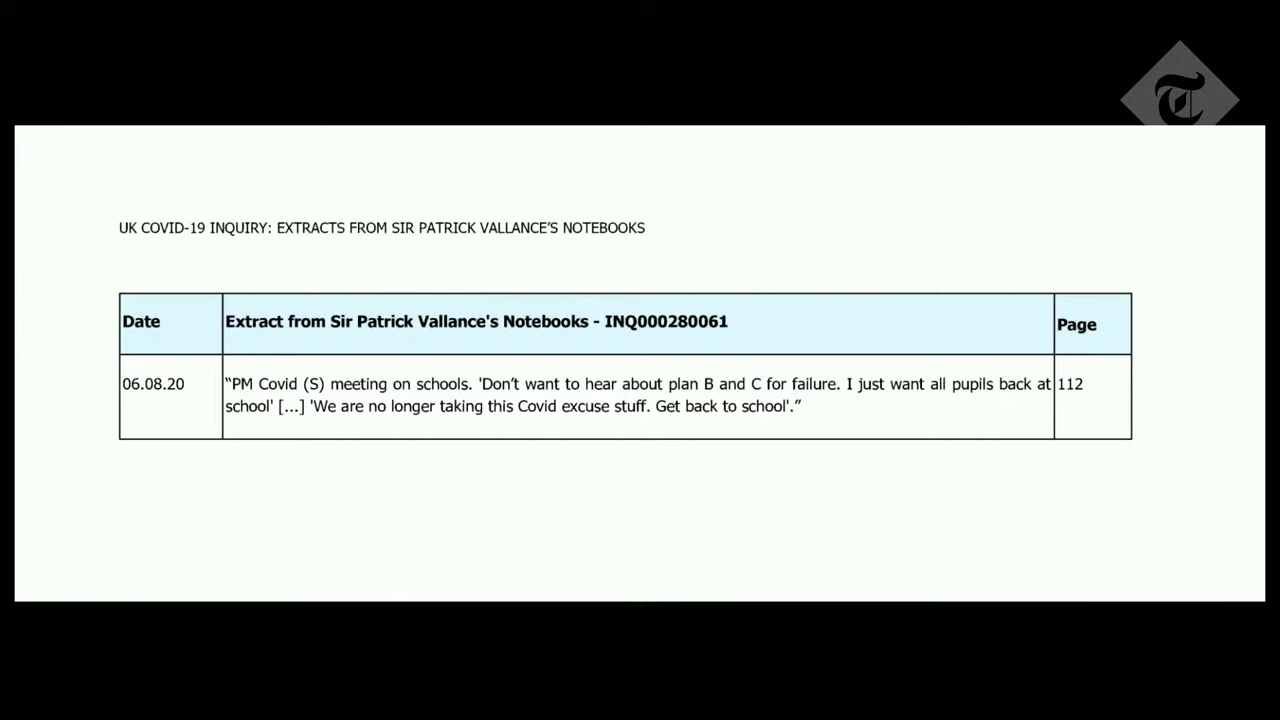 UK COVID-19 INQUIRY: EXTRACTS FROM SIR PATRICK VALLANCE’S NOTEBOOKS
Date
Extract from Sir Patrick Vallance's Notebooks - INQ000280061
Page
06.08.20
“PM Covid (S) meeting on schools. 'Don’t want to hear about plan B and C for failure. I just want all pupils back at
school' [...] 'We are no longer taking this Covid excuse stuff. Get back to school'.”
112
T